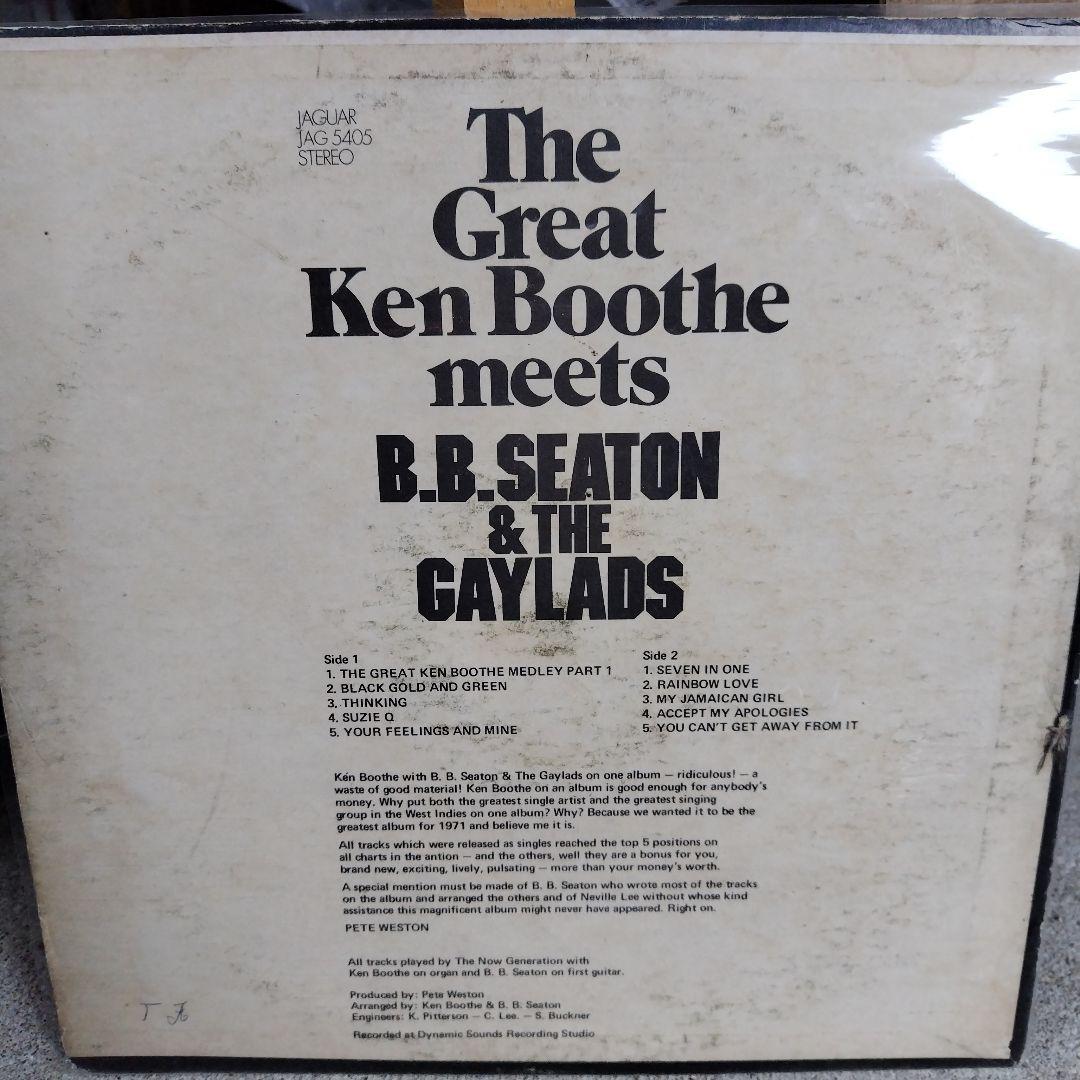 JAGUAR
JAG 5405
STEREO
The
Great
Ken Boothe
meets
B.B. SEATON
& THE
GAYLADS
Side 1
1. THE GREAT KEN BOOTHE MEDLEY PART 1
2. BLACK GOLD AND GREEN
3. THINKING
4. SUZIE Q
5. YOUR FEELINGS AND MINE
Side 2
1. SEVEN IN ONE
2. RAINBOW LOVE
3. MY JAMAICAN GIRL
4. ACCEPT MY APOLOGIES
5. YOU CAN'T GET AWAY FROM IT
Ken Boothe with B. B. Seaton & The Gaylads on one album — ridiculous! — a
waste of good material! Ken Boothe on an album is good enough for anybody's
money. Why put both the greatest single artist and the greatest singing
group in the West Indies on one album? Why? Because we wanted it to be the
greatest album for 1971 and believe me it is.
All tracks which were released as singles reached the top 5 positions on
all charts in the antion — and the others, well they are a bonus for you,
brand new, exciting, lively, pulsating — more than your money's worth.
A special mention must be made of B. B. Seaton who wrote most of the tracks
on the album and arranged the others and of Neville Lee without whose kind
assistance this magnificent album might never have appeared. Right on.
PETE WESTON
All tracks played by The Now Generation with
Ken Boothe on organ and B. B. Seaton on first guitar.
Produced by: Pete Weston
Arranged by: Ken Boothe & B. B. Seaton
Engineers: K. Pitterson — C. Lee. — S. Buckner
Recorded at Dynamic Sounds Recording Studio